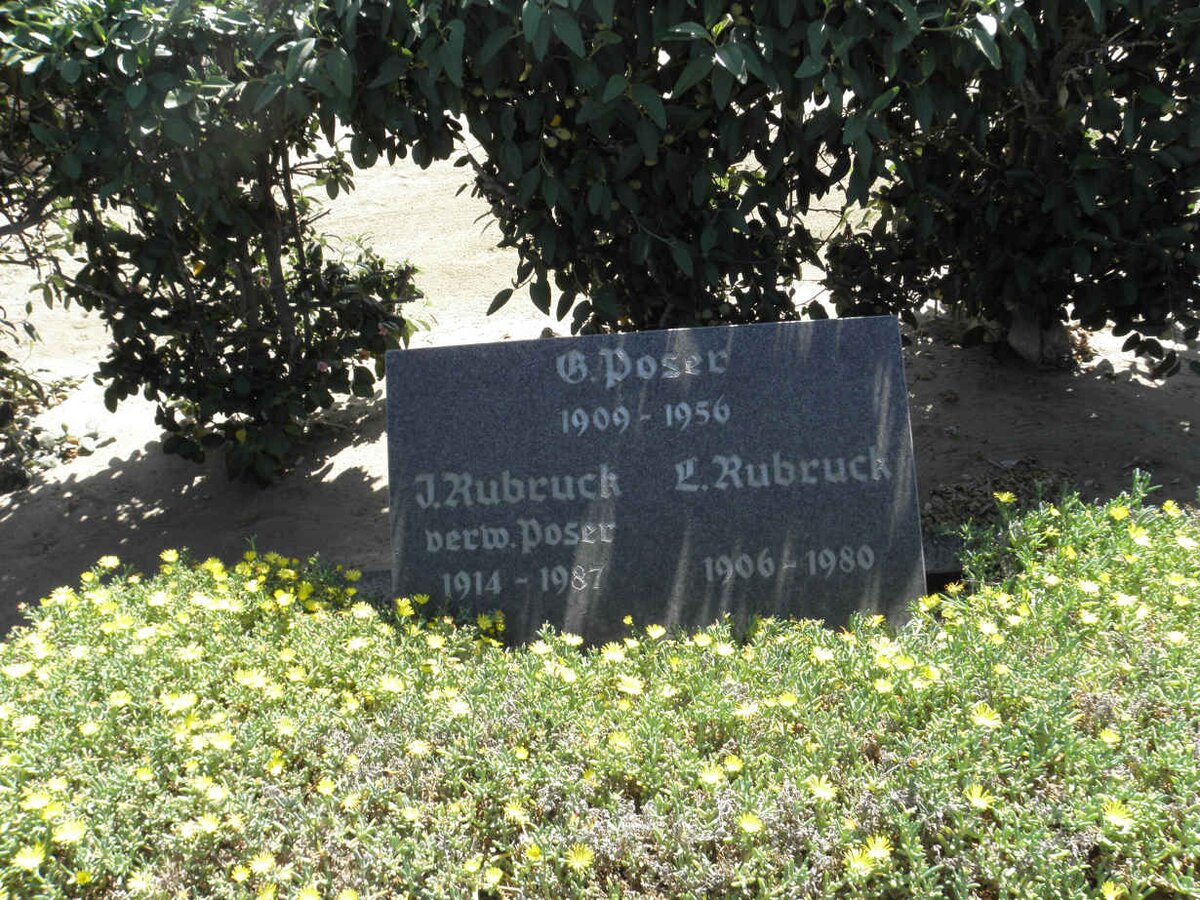 G. Poser
1909 - 1956
J. Rubruck
verw. Poser
1914 - 1987
L. Rubruck
1906 - 1980